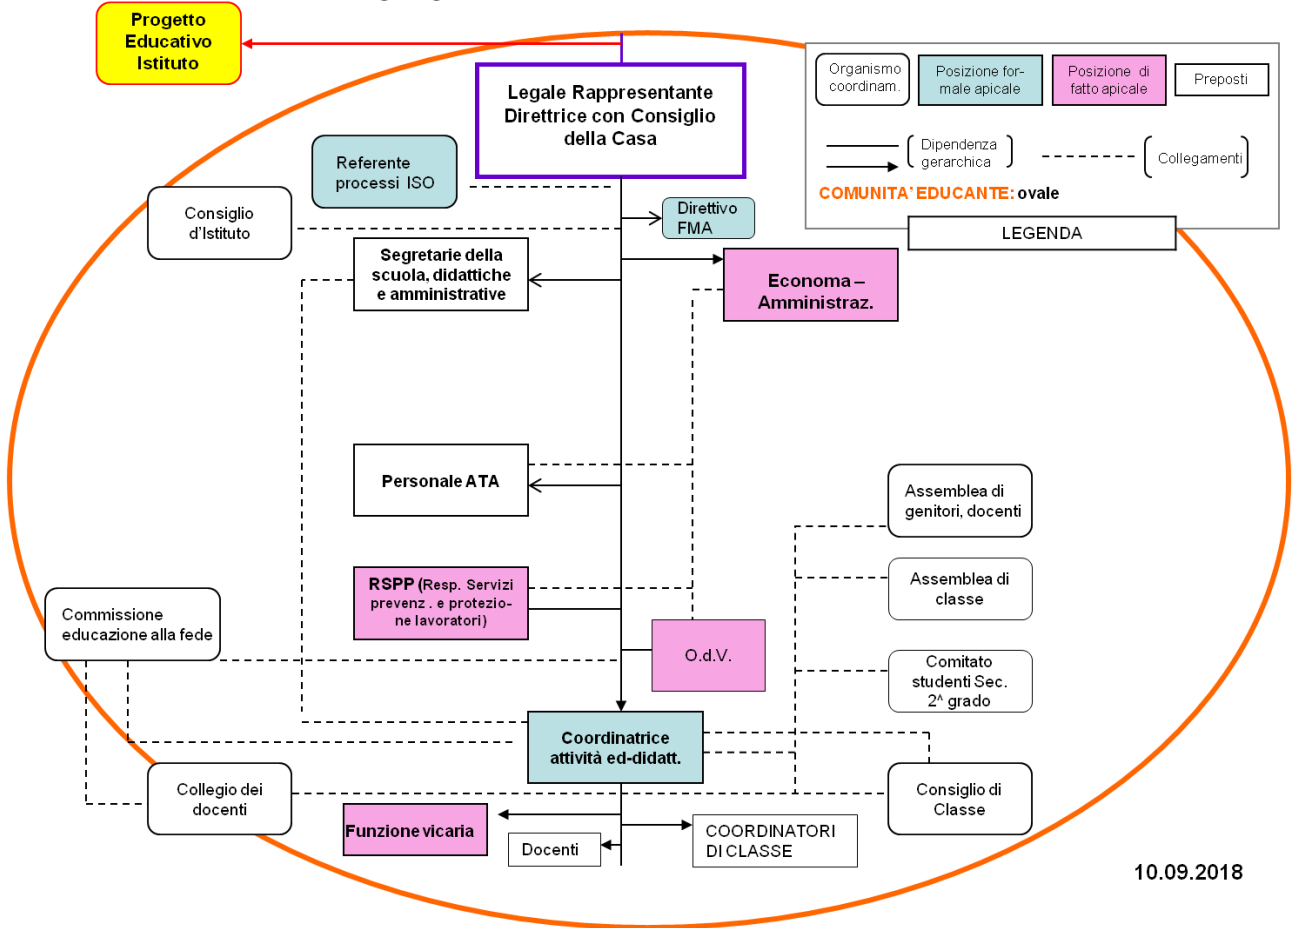 Progetto
Educativo
Istituto
Legale Rappresentante
Direttrice con Consiglio
della Casa
Organismo
coordinam.
Posizione for-
male apicale
Posizione di
fatto apicale
Preposti
Dipendenza
gerarchica
Collegamenti
COMUNITA’ EDUCANTE: ovale
LEGENDA
Referente
processi ISO
Consiglio
d’Istituto
Direttivo
FMA
Segretarie della
scuola, didattiche
e amministrative
Economa –
Amministraz.
Personale ATA
Assemblea di
genitori, docenti
RSPP (Resp. Servizi
prevenz . e protezio-
ne lavoratori)
Assemblea di
classe
Commissione
educazione alla fede
O.d.V.
Comitato
studenti Sec.
2^ grado
Coordinatrice
attività ed-didatt.
Collegio dei
docenti
Consiglio di
Classe
Funzione vicaria
Docenti
COORDINATORI
DI CLASSE
10.09.2018